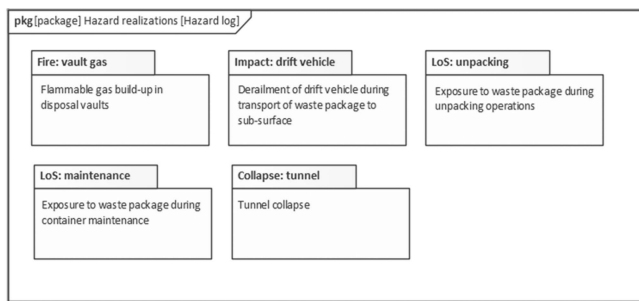 pkg[package] Hazard realizations [Hazard log]
Fire: vault gas
Flammable gas build-up in
disposal vaults
Impact: drift vehicle
Derailment of drift vehicle during
transport of waste package to
sub-surface
LoS: unpacking
Exposure to waste package during
unpacking operations
LoS: maintenance
Exposure to waste package during
container maintenance
Collapse: tunnel
Tunnel collapse